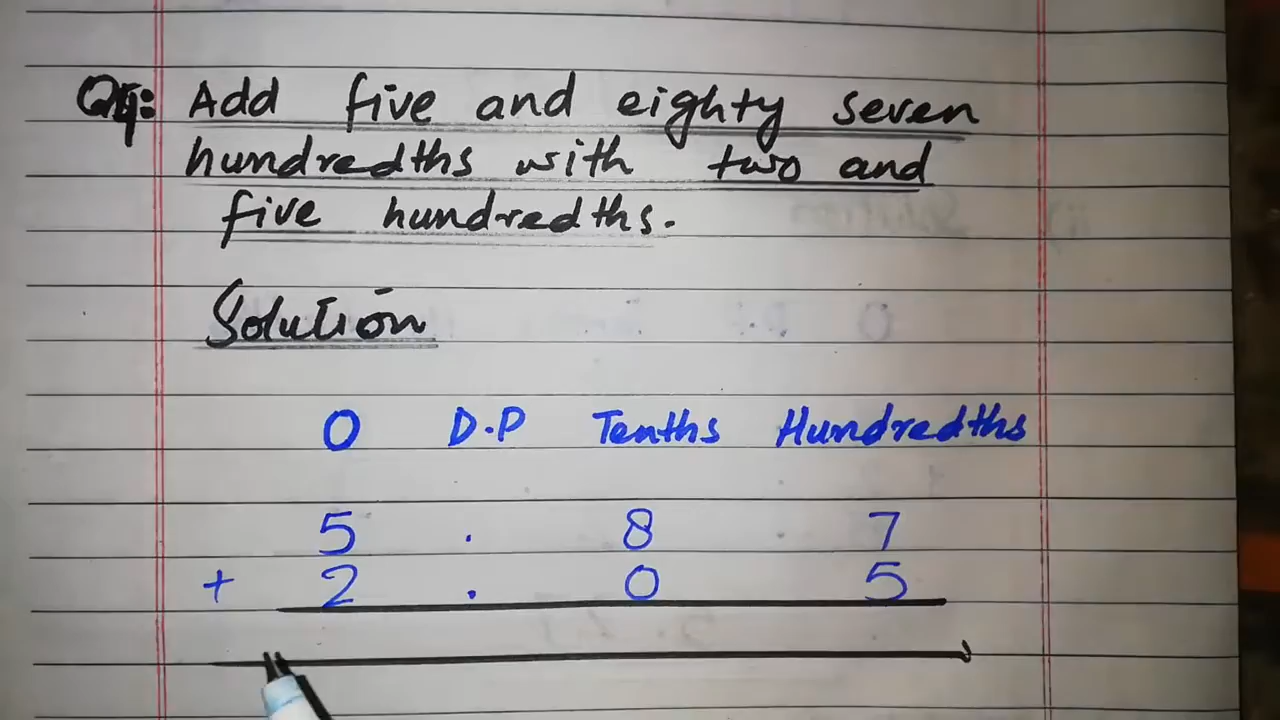 Q4: Add five and eighty seven
hundredths with two and
five hundredths.
Solution
O D.P Tenths Hundredths
5 . 8 7
+ 2 . 0 5